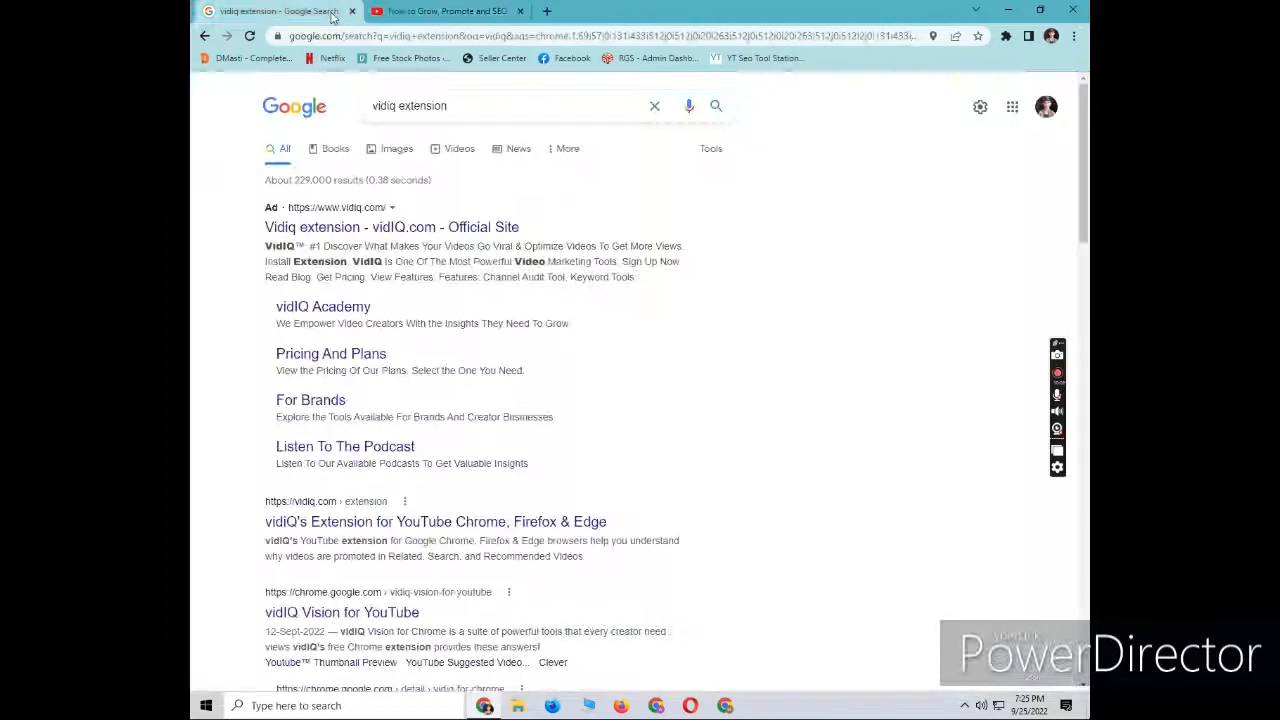 vidiq extension - Google Search
How to Grow, Promote and SEO
DMasti - Complete...
Netflix
Free Stock Photos -...
Seller Center
Facebook
RGS - Admin Dashb...
YT Seo Tool Station...
Google
vidiq extension
All
Books
Images
Videos
News
More
Tools
About 229,000 results (0.38 seconds)
Ad · https://www.vidiq.com/
Vidiq extension - vidIQ.com - Official Site
VidIQ™ #1 Discover What Makes Your Videos Go Viral & Optimize Videos To Get More Views.
Install Extension. VidIQ is One Of The Most Powerful Video Marketing Tools. Sign Up Now.
Read Blog. Get Pricing. View Features. Features: Channel Audit Tool, Keyword Tools.
vidIQ Academy
We Empower Video Creators With the Insights They Need To Grow.
Pricing And Plans
View the Pricing Of Our Plans. Select the One You Need.
For Brands
Explore the Tools Available For Brands And Creator Businesses
Listen To The Podcast
Listen To Our Available Podcasts To Get Valuable Insights
https://vidiq.com › extension
vidiQ's Extension for YouTube Chrome, Firefox & Edge
vidIQ's YouTube extension for Google Chrome, Firefox & Edge browsers help you understand
why videos are promoted in Related, Search, and Recommended Videos.
https://chrome.google.com › vidiq-vision-for-youtube
vidIQ Vision for YouTube
12-Sept-2022 — vidIQ Vision for Chrome is a suite of powerful tools that every creator need
views vidIQ's free Chrome extension provides these answers!
Youtube™ Thumbnail Preview
YouTube Suggested Video...
Clever
PowerDirector
Type here to search
7:25 PM
9/25/2022